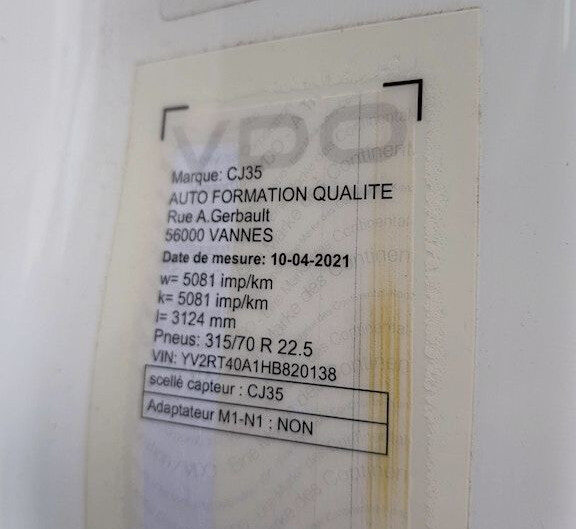 VDO
Marque: CJ35
AUTO FORMATION QUALITE
Rue A.Gerbault
56000 VANNES
Date de mesure: 10-04-2021
w= 5081 imp/km
k= 5081 imp/km
l= 3124 mm
Pneus: 315/70 R 22.5
VIN: YV2RT40A1HB820138
scellé capteur : CJ35
Adaptateur M1-N1 : NON